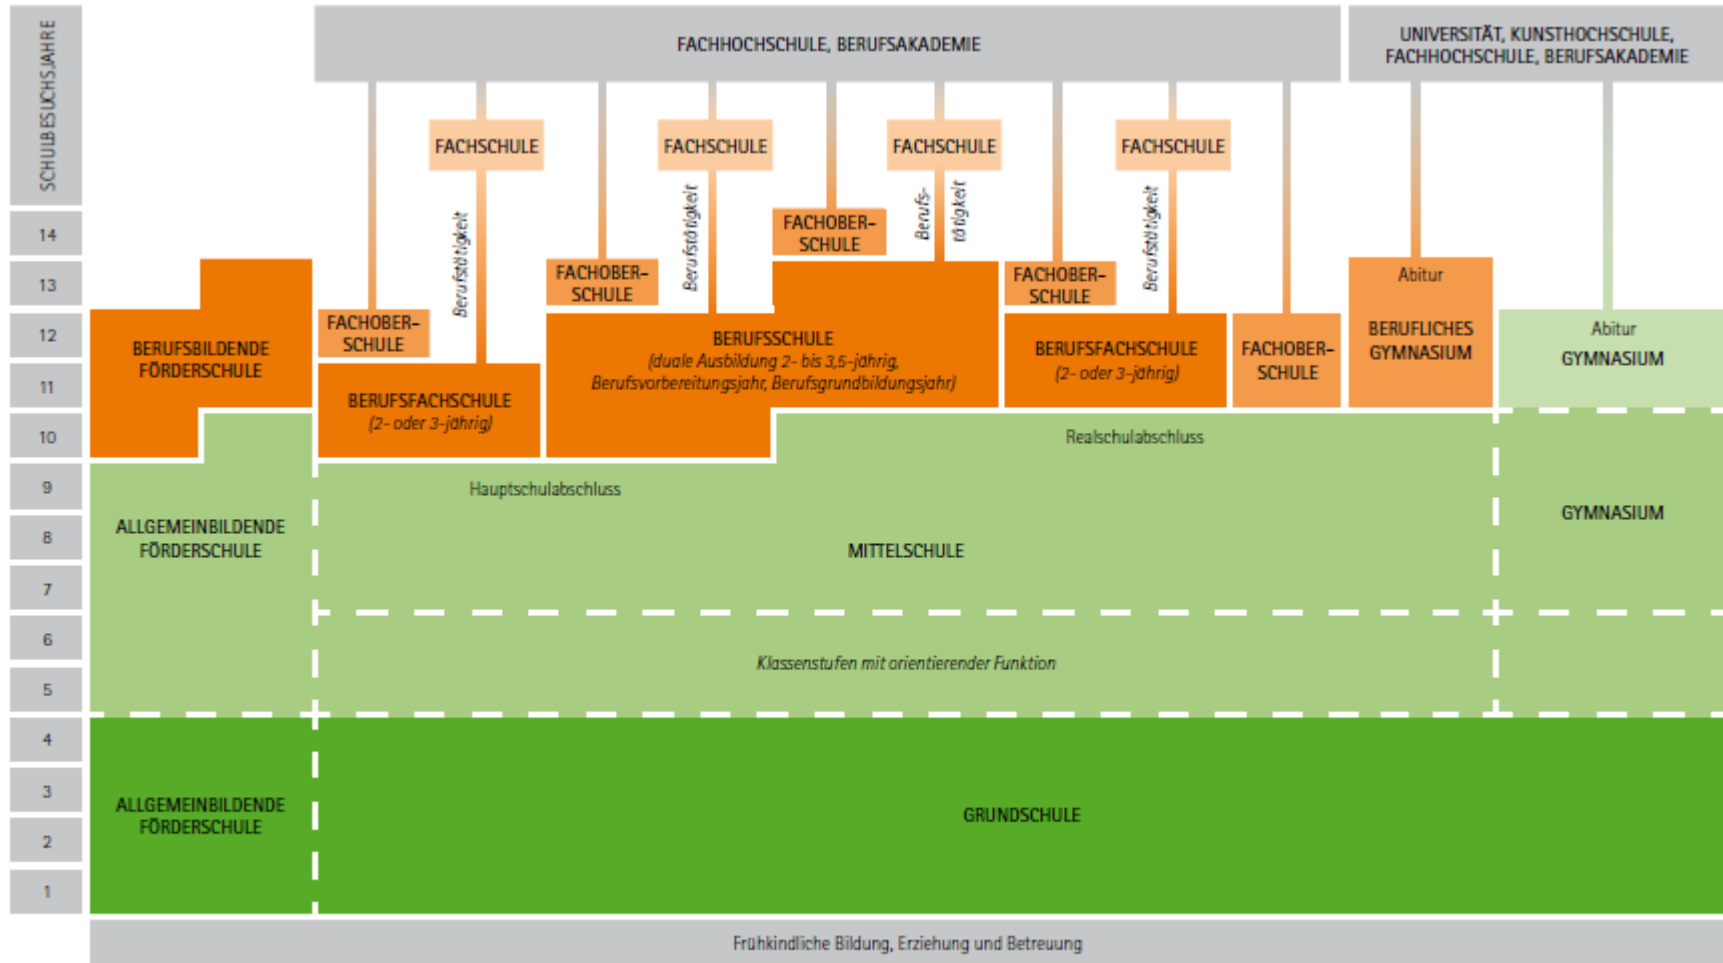 SCHULBESUCHSJAHRE
FACHHOCHSCHULE, BERUFSAKADEMIE
UNIVERSITÄT, KUNSTHOCHSCHULE,
FACHHOCHSCHULE, BERUFSAKADEMIE
FACHSCHULE
FACHSCHULE
FACHSCHULE
FACHSCHULE
Berufstätigkeit
Berufstätigkeit
Berufs-
tätigkeit
Berufstätigkeit
14
FACHOBER-
SCHULE
13
FACHOBER-
SCHULE
FACHOBER-
SCHULE
Abitur
12
BERUFSBILDENDE
FÖRDERSCHULE
FACHOBER-
SCHULE
BERUFSSCHULE
(duale Ausbildung 2- bis 3,5-jährig,
Berufsvorbereitungsjahr, Berufsgrundbildungsjahr)
BERUFSFACHSCHULE
(2- oder 3-jährig)
FACHOBER-
SCHULE
BERUFLICHES
GYMNASIUM
Abitur
GYMNASIUM
11
BERUFSFACHSCHULE
(2- oder 3-jährig)
10
Realschulabschluss
9
Hauptschulabschluss
ALLGEMEINBILDENDE
FÖRDERSCHULE
GYMNASIUM
8
MITTELSCHULE
7
6
Klassenstufen mit orientierender Funktion
5
4
3
ALLGEMEINBILDENDE
FÖRDERSCHULE
GRUNDSCHULE
2
1
Frühkindliche Bildung, Erziehung und Betreuung